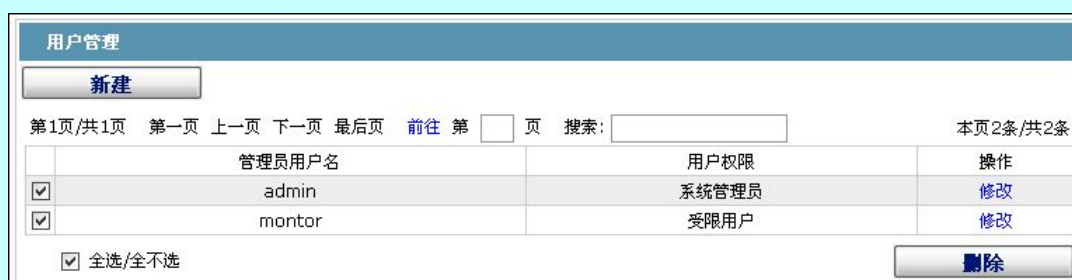 用户管理
新建
第1页/共1页 第一页 上一页 下一页 最后页 前往 第 页 搜索: 本页2条/共2条
管理员用户名 用户权限 操作
admin 系统管理员 修改
montor 受限用户 修改
全选/全不选 删除